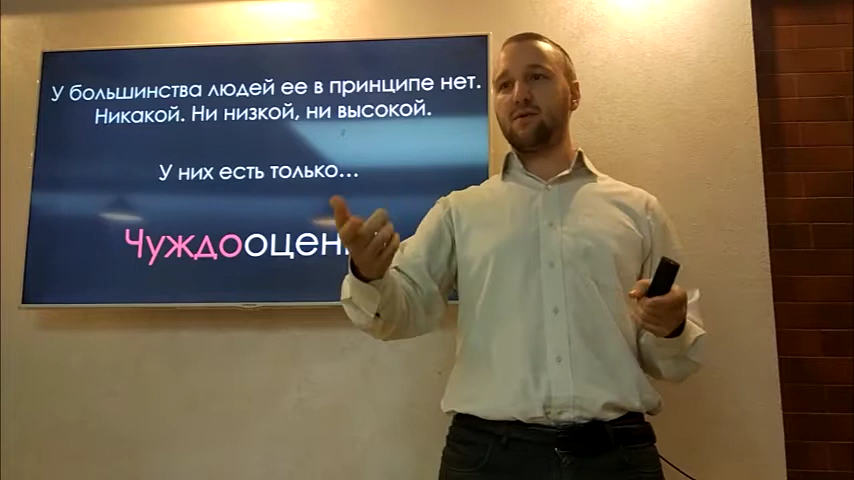 У большинства людей ее в принципе нет.
Никакой. Ни низкой, ни высокой.
У них есть только...